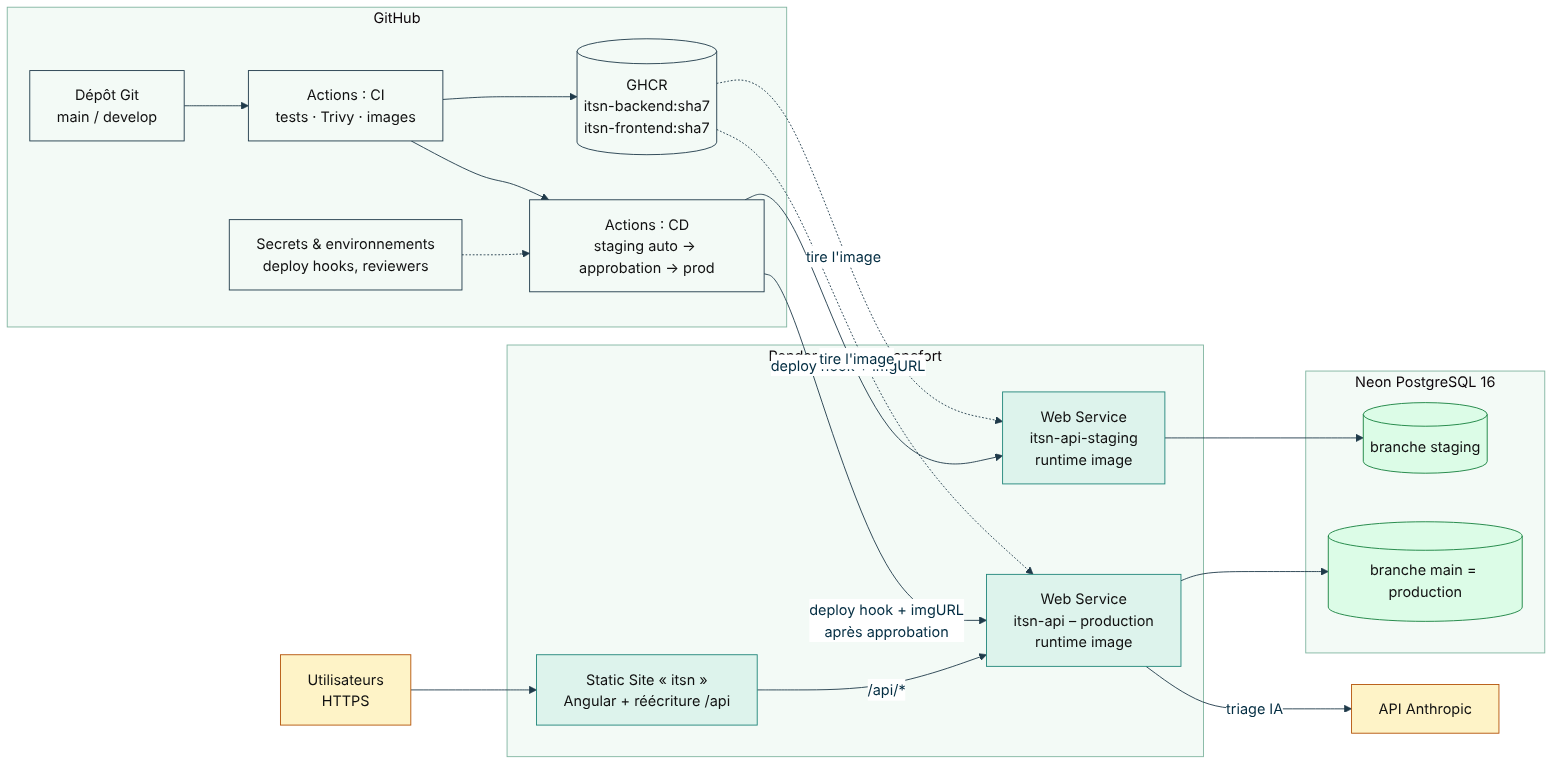 GitHub
Dépôt Git
main / develop
Actions : CI
tests · Trivy · images
GHCR
itsn-backend:sha7
itsn-frontend:sha7
Secrets & environnements
deploy hooks, reviewers
Actions : CD
staging auto →
approbation → prod
tire l'image
tire l'image
deploy hook + imgURL
Web Service
itsn-api-staging
runtime image
Neon PostgreSQL 16
branche staging
branche main =
production
Web Service
itsn-api – production
runtime image
deploy hook + imgURL
après approbation
Utilisateurs
HTTPS
Static Site « itsn »
Angular + réécriture /api
/api/*
triage IA
API Anthropic